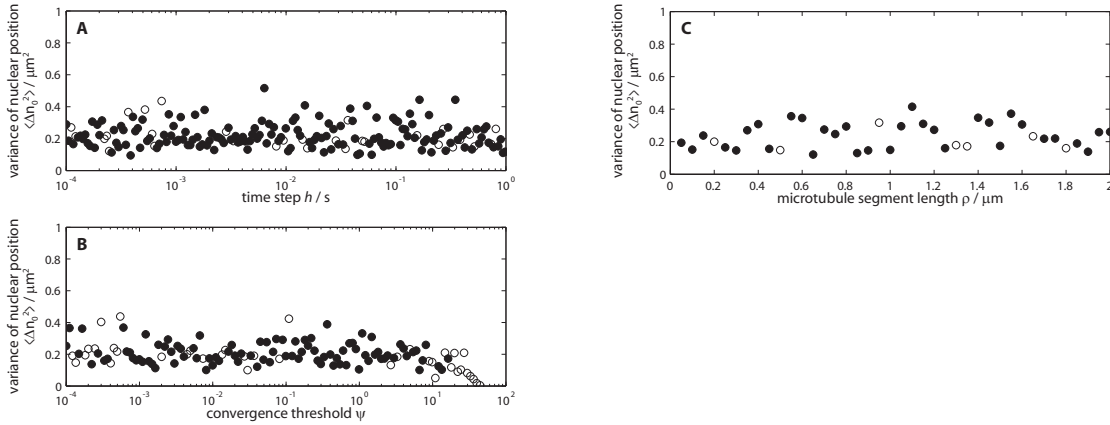 A
variance of nuclear position
⟨Δn₀²⟩ / μm²
1
0.8
0.6
0.4
0.2
0
10⁻⁴ 10⁻³ 10⁻² 10⁻¹ 10⁰
time step h / s
B
variance of nuclear position
⟨Δn₀²⟩ / μm²
1
0.8
0.6
0.4
0.2
0
10⁻⁴ 10⁻³ 10⁻² 10⁻¹ 10⁰ 10¹ 10²
convergence threshold ψ
C
variance of nuclear position
⟨Δn₀²⟩ / μm²
1
0.8
0.6
0.4
0.2
0
0 0.2 0.4 0.6 0.8 1 1.2 1.4 1.6 1.8 2
microtubule segment length ρ / μm